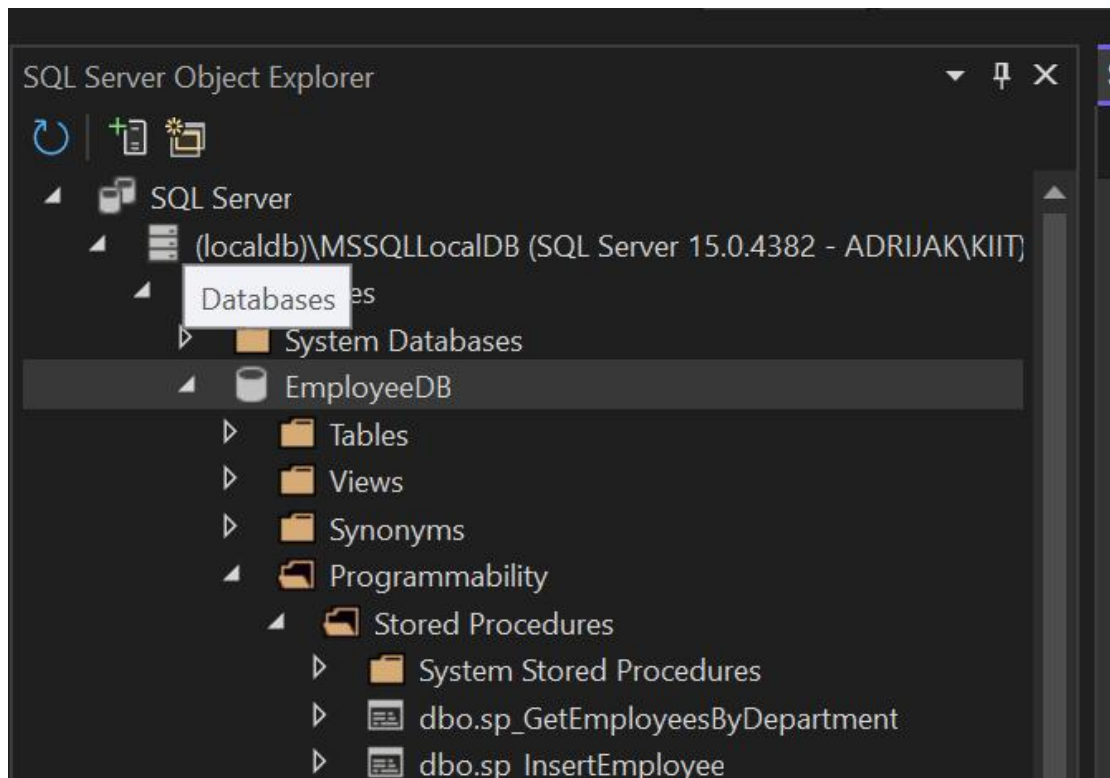 SQL Server Object Explorer
SQL Server
(localdb)\MSSQLLocalDB (SQL Server 15.0.4382 - ADRIJAK\KIIT)
Databases es
System Databases
EmployeeDB
Tables
Views
Synonyms
Programmability
Stored Procedures
System Stored Procedures
dbo.sp_GetEmployeesByDepartment
dbo.sp_InsertEmployee